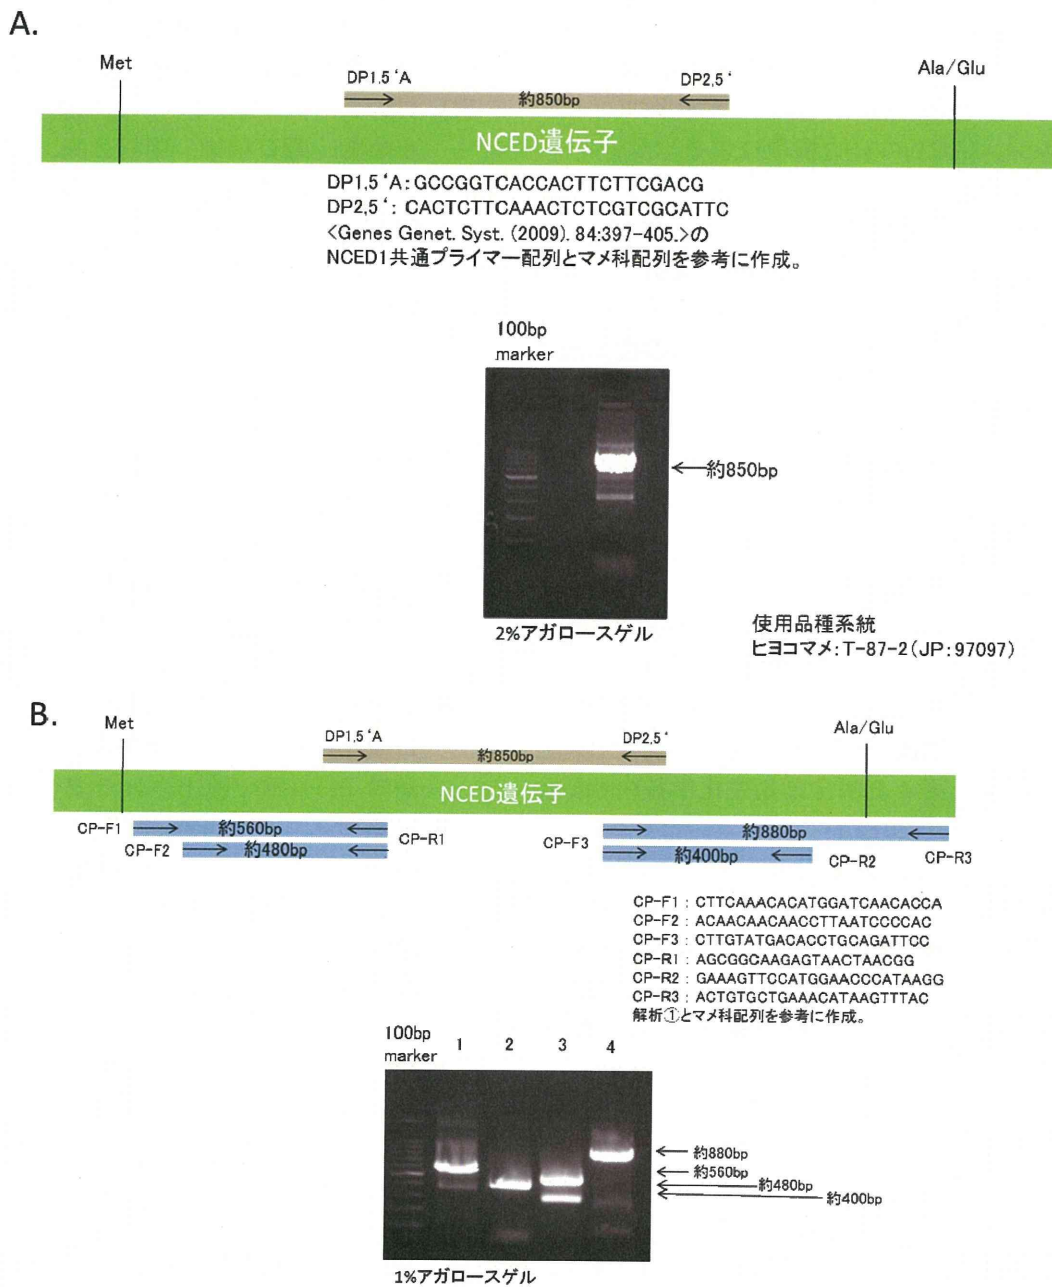 A.
Met
DP1,5‘A
DP2,5‘
Ala/Glu
約850bp
NCED遺伝子
DP1,5‘A: GCCGGTCACCACTTCTTCGACG
DP2,5‘: CACTCTTCAAACTCTCGTCGCATTC
<Genes Genet. Syst. (2009). 84:397-405.>の
NCED1共通プライマー配列とマメ科配列を参考に作成。
100bp
marker
約850bp
2%アガロースゲル
使用品種系統
ヒヨコマメ:T-87-2(JP:97097)
B.
Met
DP1,5‘A
DP2,5‘
Ala/Glu
約850bp
NCED遺伝子
CP-F1
約560bp
CP-R1
CP-F2
約480bp
CP-F3
約880bp
CP-R3
約400bp
CP-R2
CP-F1 : CTTCAAACACATGGATCAACACCA
CP-F2 : ACAACAACAACCTTAATCCCCAC
CP-F3 : CTTGTATGACACCTGCAGATTCC
CP-R1 : AGCGGCAAGAGTAACTAACGG
CP-R2 : GAAAGTTCCATGGAACCCATAAGG
CP-R3 : ACTGTGCTGAAACATAAGTTTAC
解析①とマメ科配列を参考に作成。
100bp
marker
1 2 3 4
約880bp
約560bp
約480bp
約400bp
1%アガロースゲル